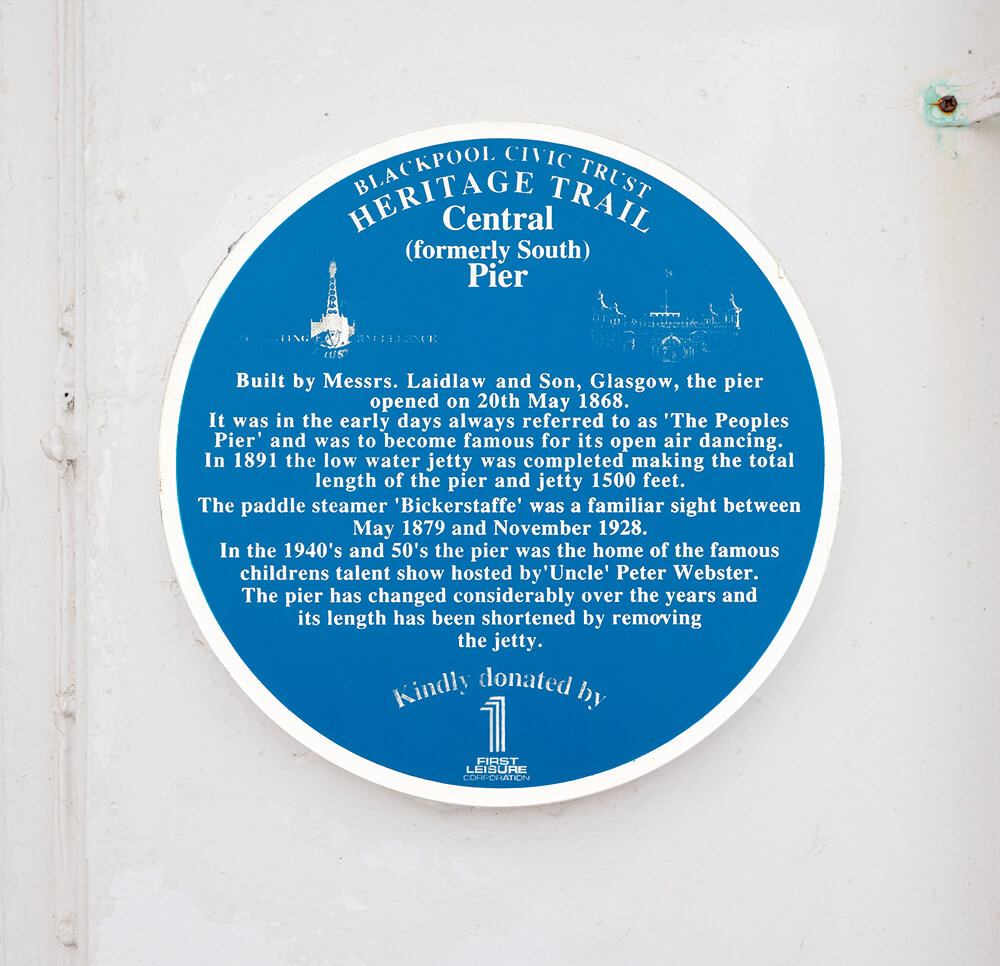 BLACKPOOL CIVIC TRUST
HERITAGE TRAIL
Central
(formerly South)
Pier
EXCELLENCE
Built by Messrs. Laidlaw and Son, Glasgow, the pier
opened on 20th May 1868.
It was in the early days always referred to as 'The Peoples
Pier' and was to become famous for its open air dancing.
In 1891 the low water jetty was completed making the total
length of the pier and jetty 1500 feet.
The paddle steamer 'Bickerstaffe' was a familiar sight between
May 1879 and November 1928.
In the 1940's and 50's the pier was the home of the famous
childrens talent show hosted by'Uncle' Peter Webster.
The pier has changed considerably over the years and
its length has been shortened by removing
the jetty.
Kindly donated by
1
FIRST
LEISURE
CORPORATION